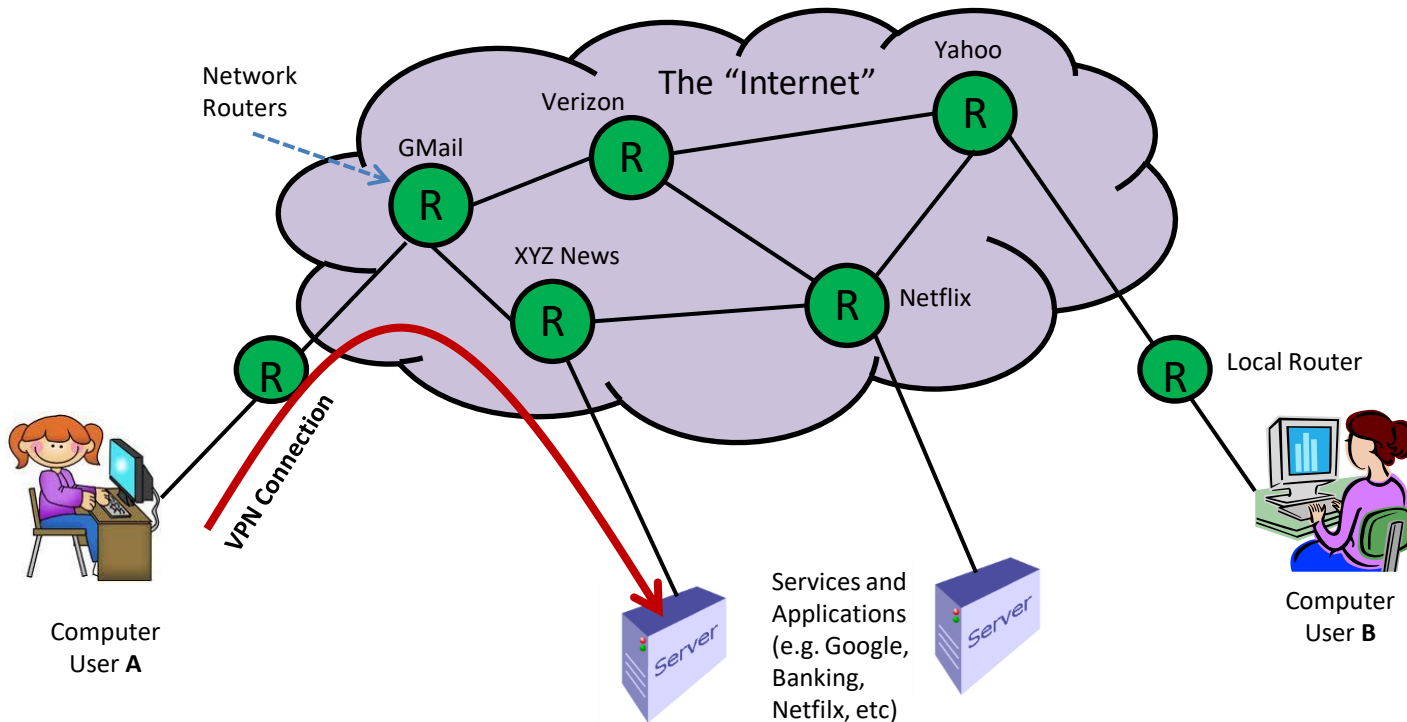 Yahoo
The “Internet”
Network
Routers
Verizon
R
GMail
R
R
XYZ News
R
R
Netflix
R
R
Local Router
VPN Connection
Services and
Applications
(e.g. Google,
Banking,
Netfilx, etc)
Server
Server
Computer
User A
Computer
User B